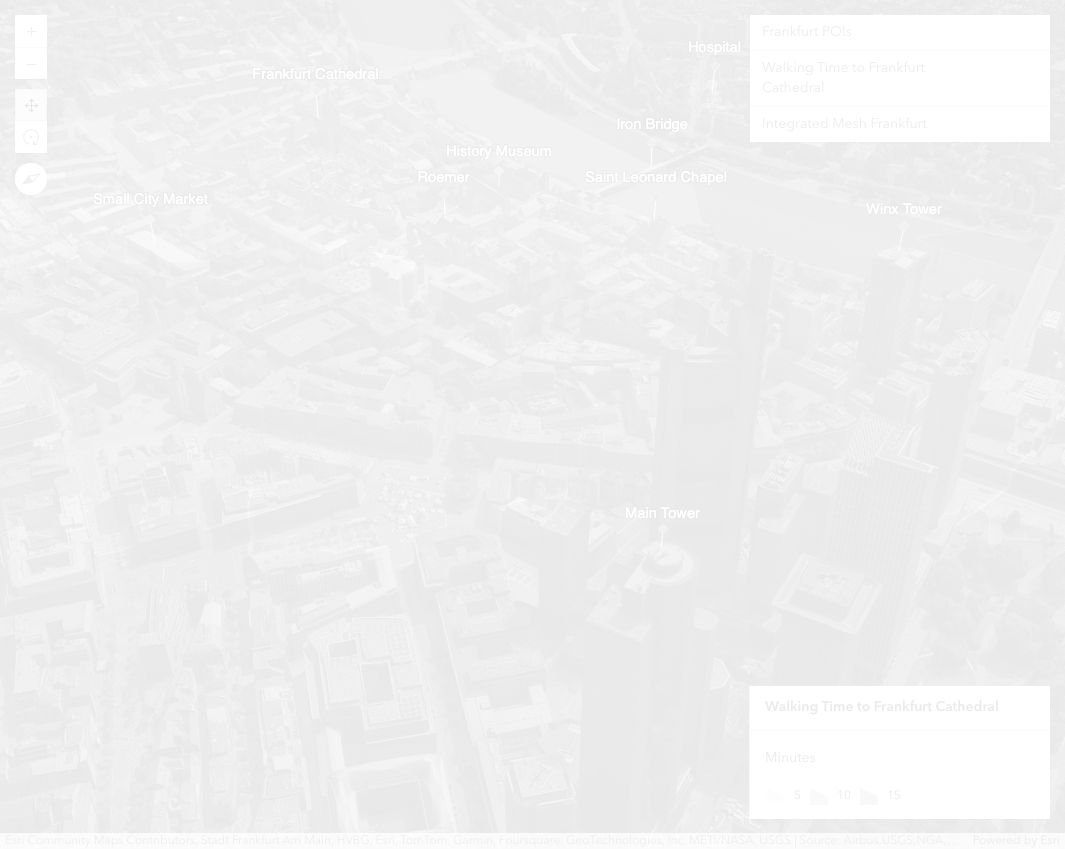 Hospital
Frankfurt POIs
Frankfurt Cathedral
Walking Time to Frankfurt
Cathedral
Iron Bridge
Integrated Mesh Frankfurt
History Museum
Roemer
Saint Leonard Chapel
Small City Market
Winx Tower
Main Tower
Walking Time to Frankfurt Cathedral
Minutes
5 10 15
Esri Community Maps Contributors, Stadt Frankfurt Am Main, HVBG, Esri, TomTom, Garmin, Foursquare, GeoTechnologies, Inc, METI/NASA, USGS | Source: Airbus,USGS,NGA, Powered by Esri